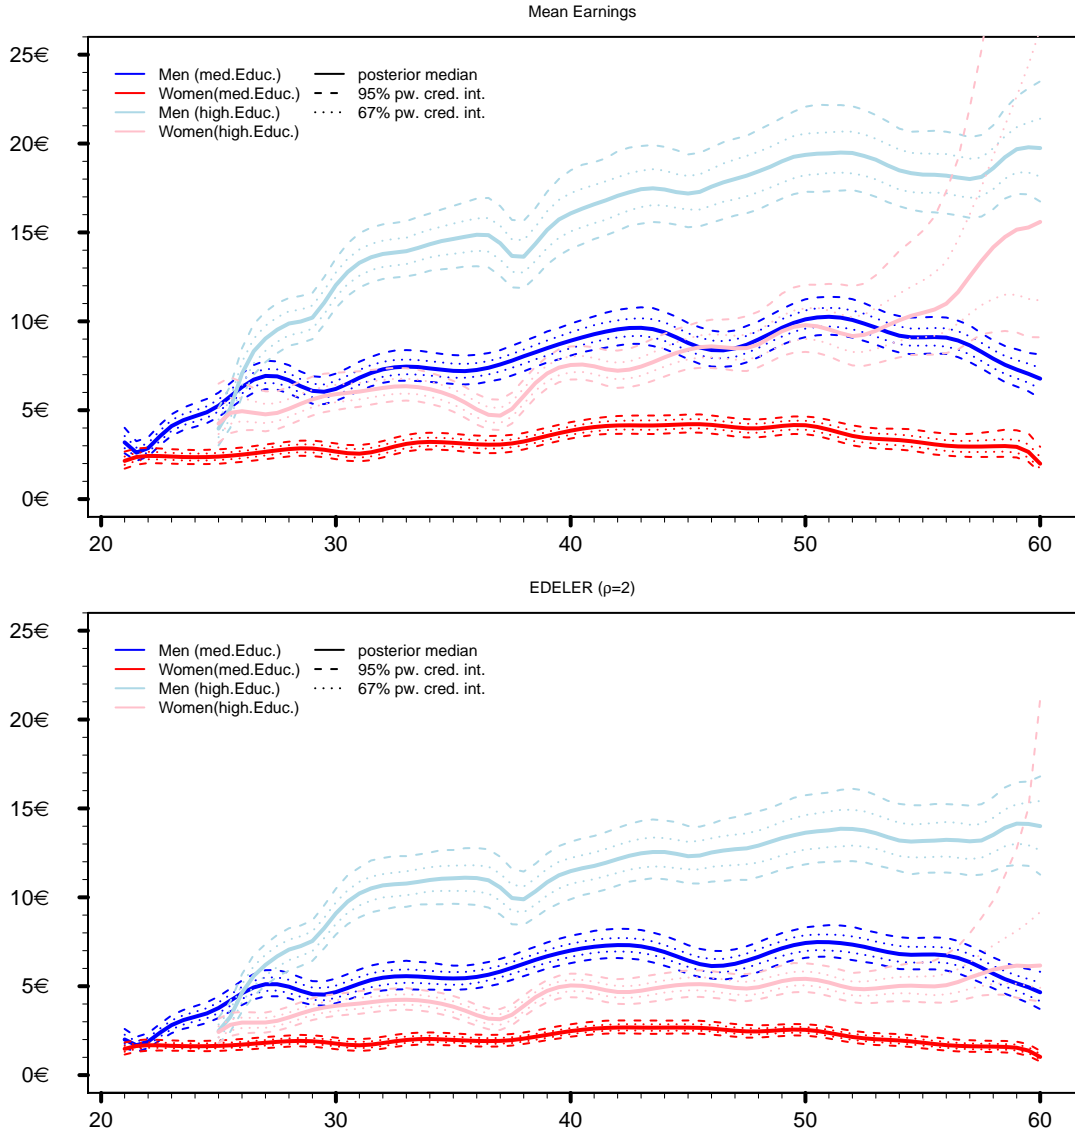 Mean Earnings
25€
20€
15€
10€
5€
0€
Men (med.Educ.)
Women(med.Educ.)
Men (high.Educ.)
Women(high.Educ.)
posterior median
95% pw. cred. int.
67% pw. cred. int.
20 30 40 50 60
EDELER (ρ=2)
25€
20€
15€
10€
5€
0€
Men (med.Educ.)
Women(med.Educ.)
Men (high.Educ.)
Women(high.Educ.)
posterior median
95% pw. cred. int.
67% pw. cred. int.
20 30 40 50 60